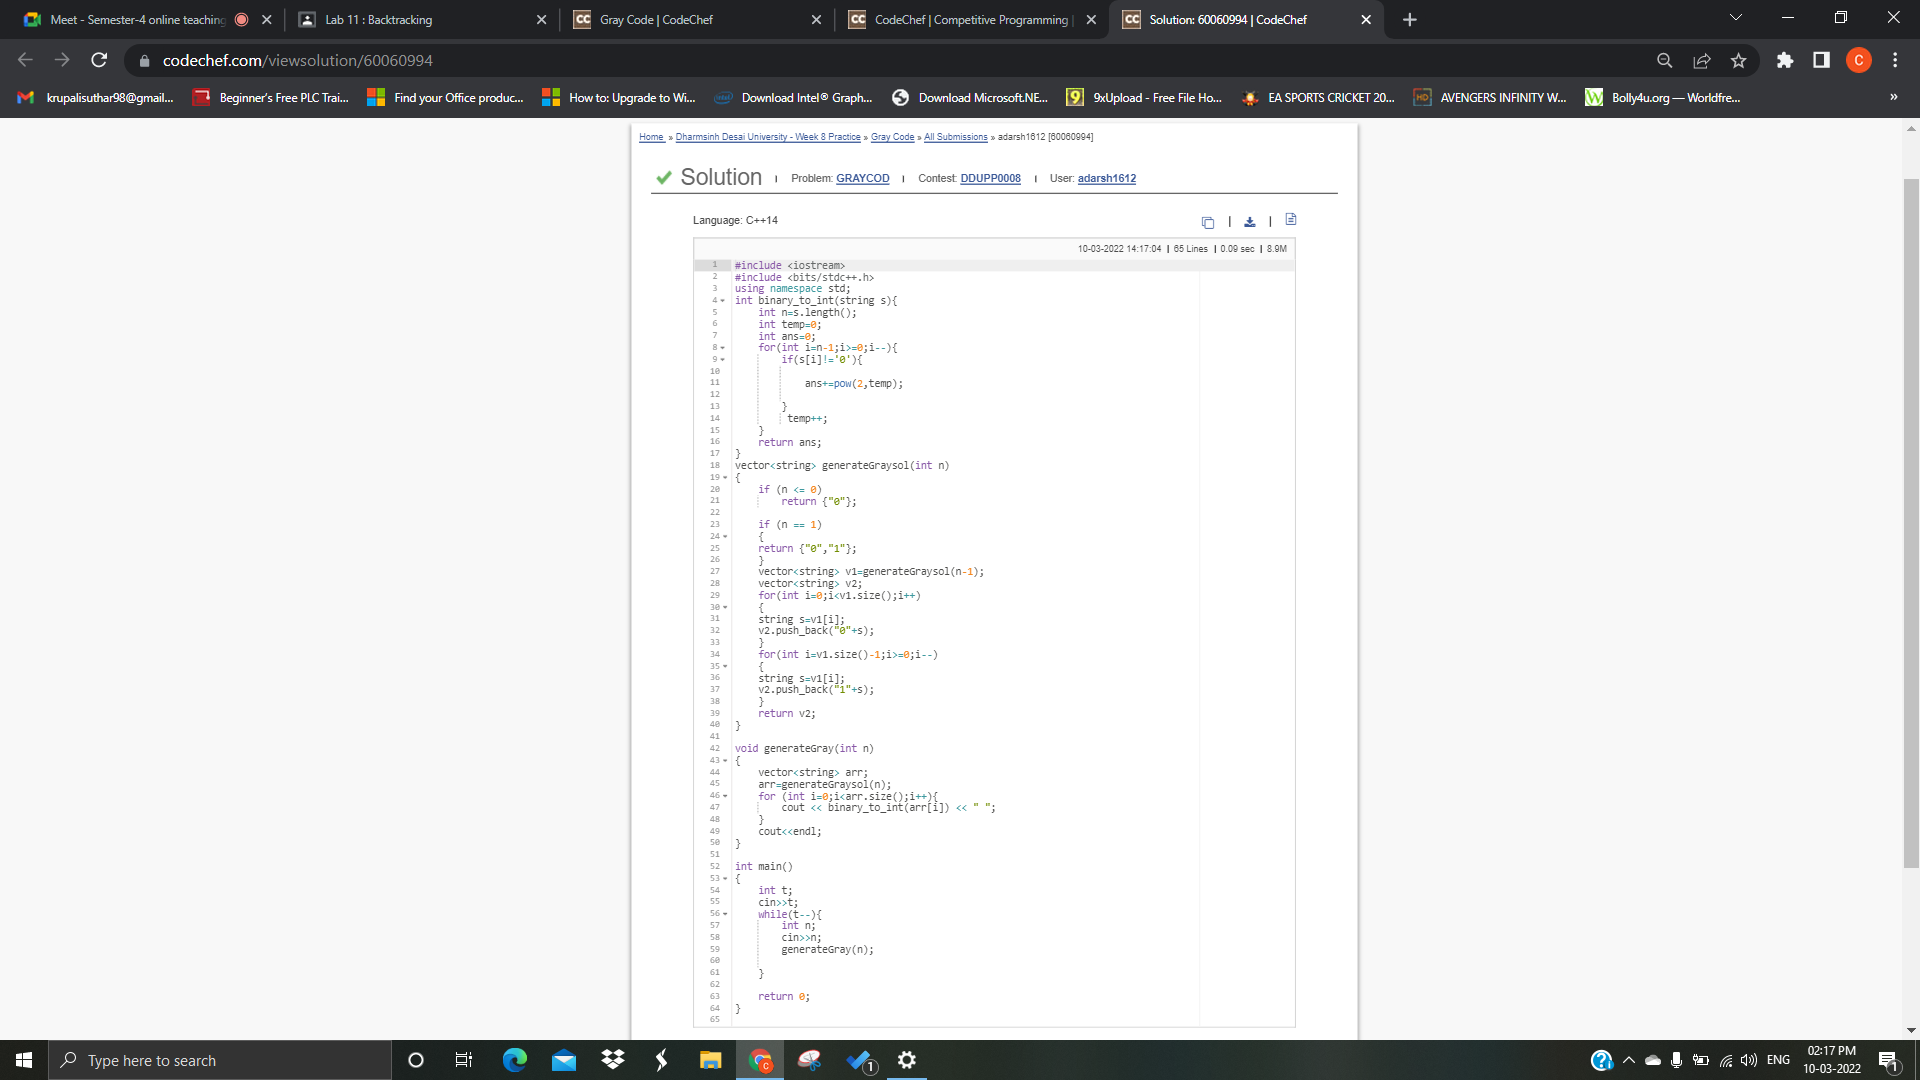 Meet - Semester-4 online teaching
Lab 11 : Backtracking
Gray Code | CodeChef
CodeChef | Competitive Programming |
Solution: 60060994 | CodeChef
codechef.com/viewsolution/60060994
C
krupalisuthar98@gmail...
Beginner's Free PLC Trai...
Find your Office produc...
How to: Upgrade to Wi...
Download Intel® Graph...
Download Microsoft.NE...
9xUpload - Free File Ho...
EA SPORTS CRICKET 20...
AVENGERS INFINITY W...
Bolly4u.org — Worldfre...
»
Home » Dharmsinh Desai University - Week 8 Practice » Gray Code » All Submissions » adarsh1612 [60060994]
Solution | Problem: GRAYCOD | Contest: DDUPP0008 | User: adarsh1612
Language: C++14
10-03-2022 14:17:04 | 65 Lines | 0.09 sec | 8.9M
1 #include <iostream>
2 #include <bits/stdc++.h>
3 using namespace std;
4 int binary_to_int(string s){
5 int n=s.length();
6 int temp=0;
7 int ans=0;
8 for(int i=n-1;i>=0;i--){
9 if(s[i]!='0'){
10
11 ans+=pow(2,temp);
12
13 }
14 temp++;
15 }
16 return ans;
17 }
18 vector<string> generateGraysol(int n)
19 {
20 if (n <= 0)
21 return {"0"};
22
23 if (n == 1)
24 {
25 return {"0","1"};
26 }
27 vector<string> v1=generateGraysol(n-1);
28 vector<string> v2;
29 for(int i=0;i<v1.size();i++)
30 {
31 string s=v1[i];
32 v2.push_back("0"+s);
33 }
34 for(int i=v1.size()-1;i>=0;i--)
35 {
36 string s=v1[i];
37 v2.push_back("1"+s);
38 }
39 return v2;
40 }
41
42 void generateGray(int n)
43 {
44 vector<string> arr;
45 arr=generateGraysol(n);
46 for (int i=0;i<arr.size();i++){
47 cout << binary_to_int(arr[i]) << " ";
48 }
49 cout<<endl;
50 }
51
52 int main()
53 {
54 int t;
55 cin>>t;
56 while(t--){
57 int n;
58 cin>>n;
59 generateGray(n);
60
61 }
62
63 return 0;
64 }
65
Type here to search
1
ENG
02:17 PM
10-03-2022
1